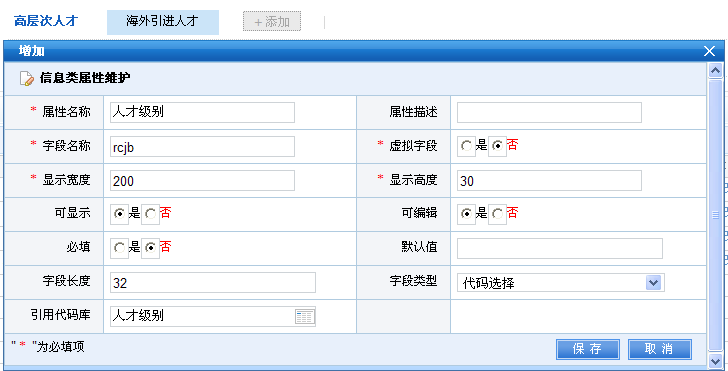 高层次人才 海外引进人才 +添加
增加
信息类属性维护
* 属性名称 人才级别 属性描述
* 字段名称 rcjb * 虚拟字段 是 否
* 显示宽度 200 * 显示高度 30
可显示 是 否 可编辑 是 否
必填 是 否 默认值
字段长度 32 字段类型 代码选择
引用代码库 人才级别
"*"为必填项 保存 取消